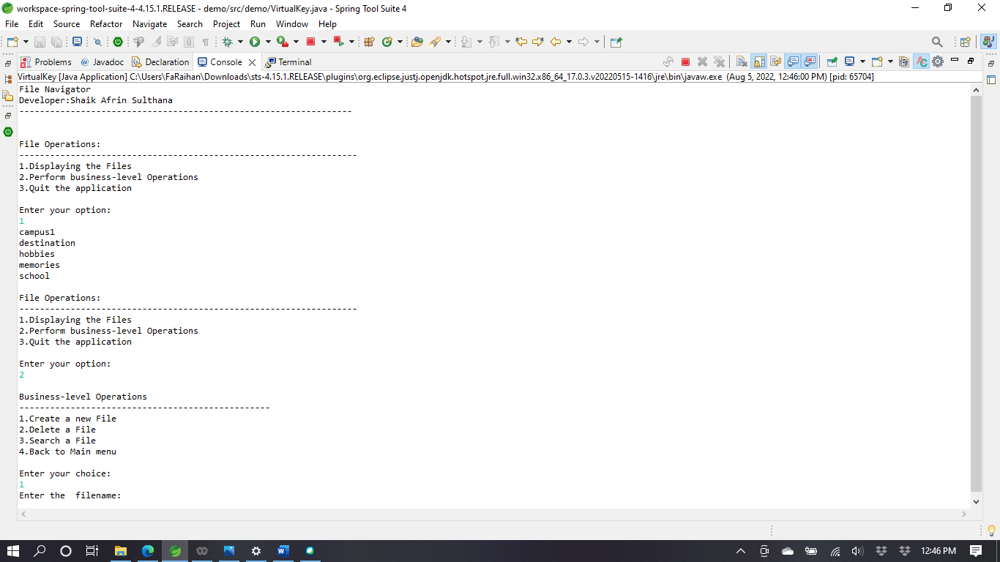 workspace-spring-tool-suite-4-4.15.1.RELEASE - demo/src/demo/VirtualKey.java - Spring Tool Suite 4
File Edit Source Refactor Navigate Search Project Run Window Help
Problems @ Javadoc Declaration Console Terminal
VirtualKey [Java Application] C:\Users\FaRaihan\Downloads\sts-4.15.1.RELEASE\plugins\org.eclipse.justj.openjdk.hotspot.jre.full.win32.x86_64_17.0.3.v20220515-1416\jre\bin\javaw.exe (Aug 5, 2022, 12:46:00 PM) [pid: 65704]
File Navigator
Developer:Shaik Afrin Sulthana
-----------------------------------------------------------------
File Operations:
------------------------------------------------------------------
1.Displaying the Files
2.Perform business-level Operations
3.Quit the application
Enter your option:
1
campus1
destination
hobbies
memories
school
File Operations:
------------------------------------------------------------------
1.Displaying the Files
2.Perform business-level Operations
3.Quit the application
Enter your option:
2
Business-level Operations
-------------------------------------------------
1.Create a new File
2.Delete a File
3.Search a File
4.Back to Main menu
Enter your choice:
1
Enter the  filename:
12:46 PM